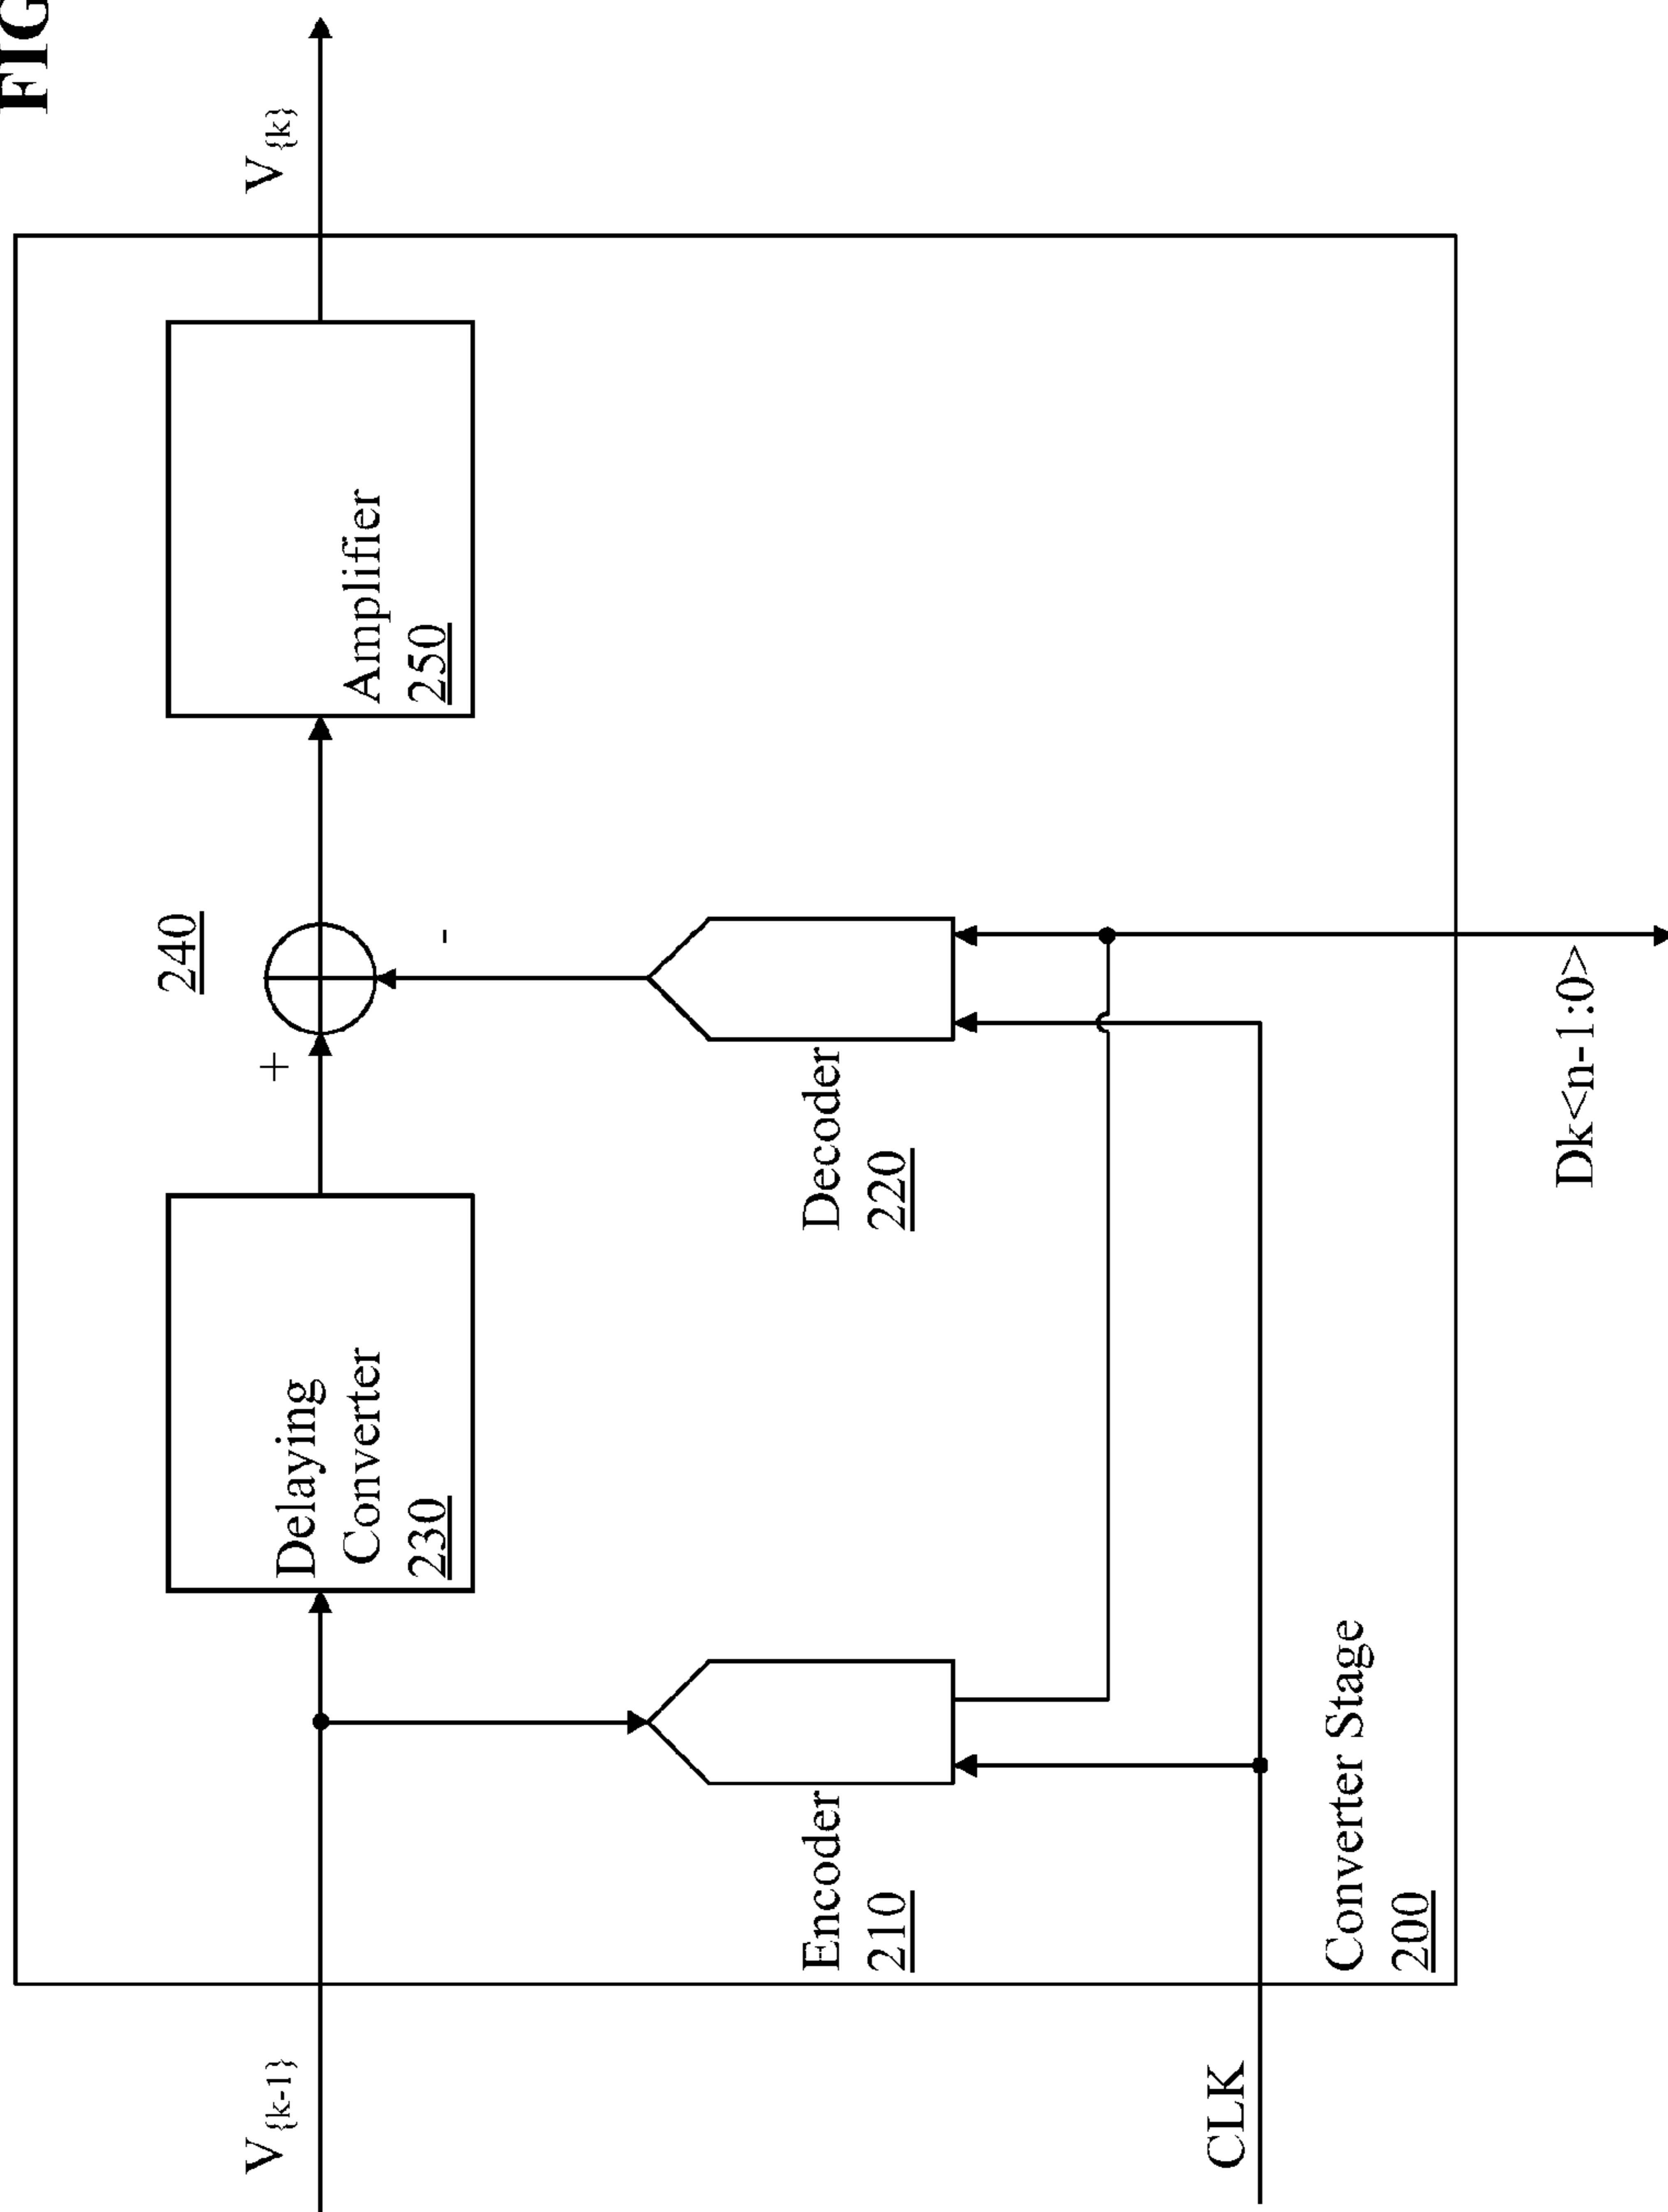 FIG
V{k-1}
V{k}
Delaying
Converter
230
+
240
-
Amplifier
250
Encoder
210
Decoder
220
CLK
Converter Stage
200
Dk<n-1:0>